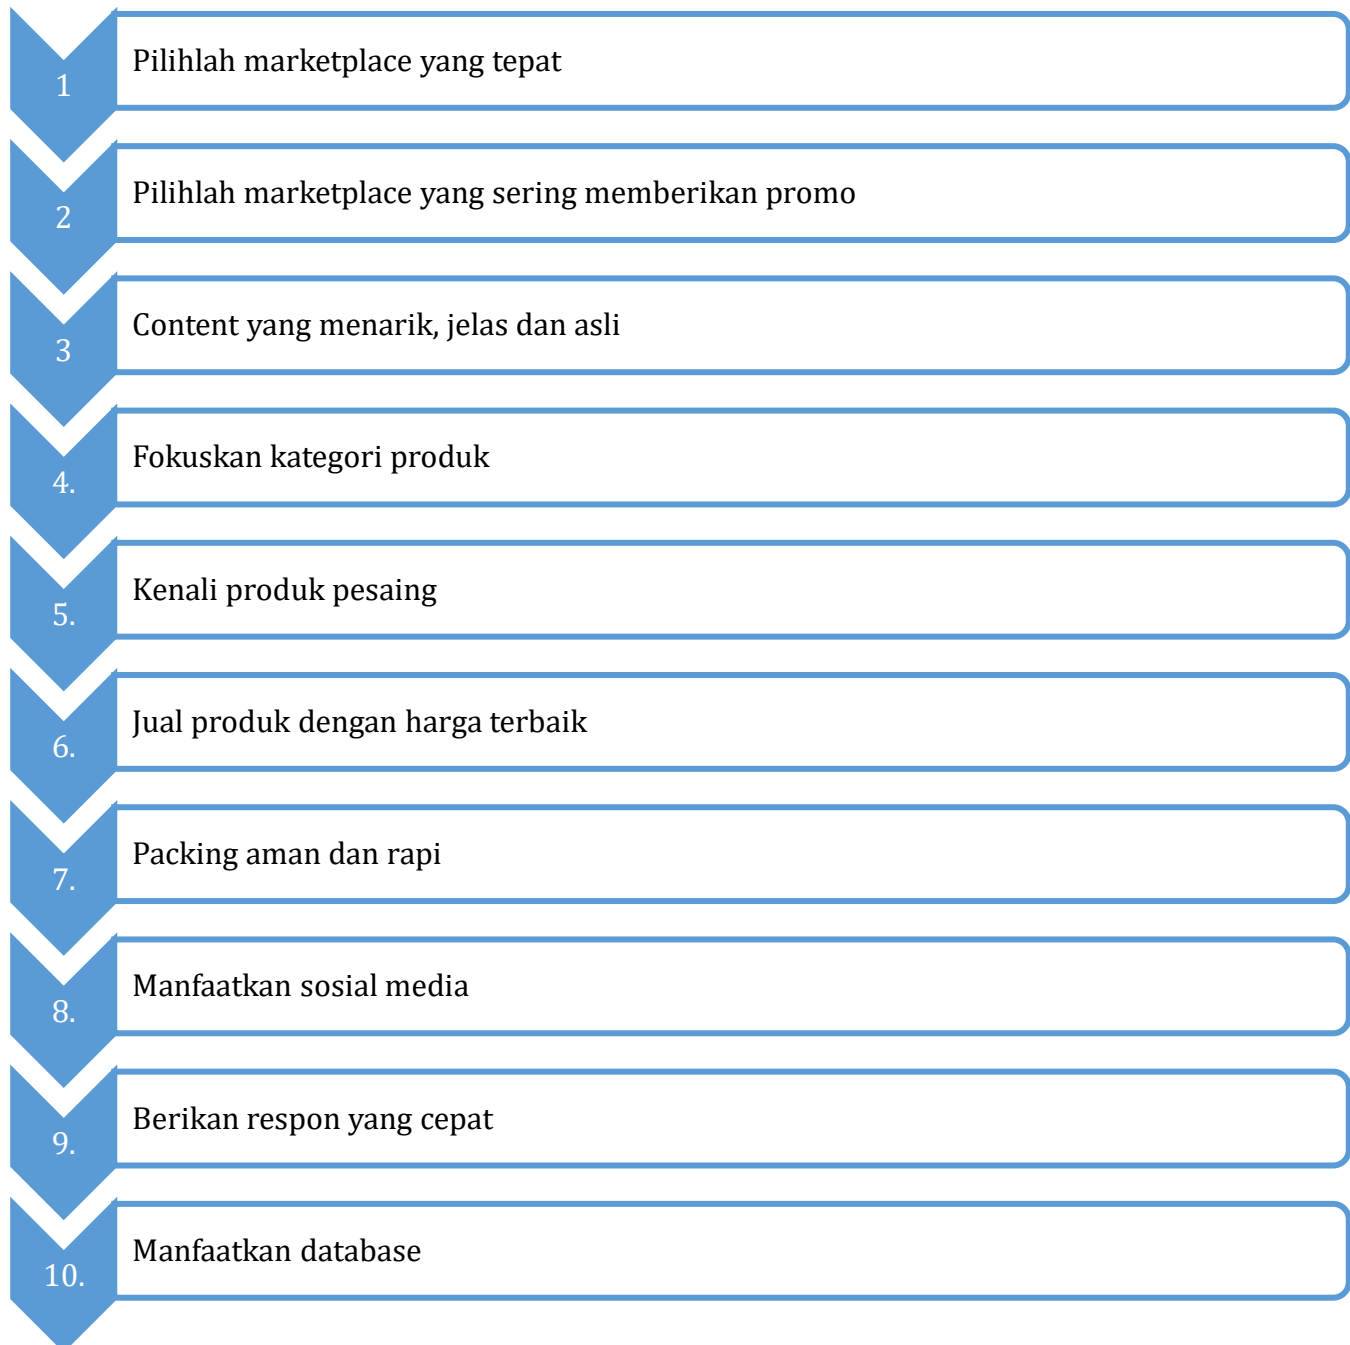 1
Pilihlah marketplace yang tepat
2
Pilihlah marketplace yang sering memberikan promo
3
Content yang menarik, jelas dan asli
4.
Fokuskan kategori produk
5.
Kenali produk pesaing
6.
Jual produk dengan harga terbaik
7.
Packing aman dan rapi
8.
Manfaatkan sosial media
9.
Berikan respon yang cepat
10.
Manfaatkan database